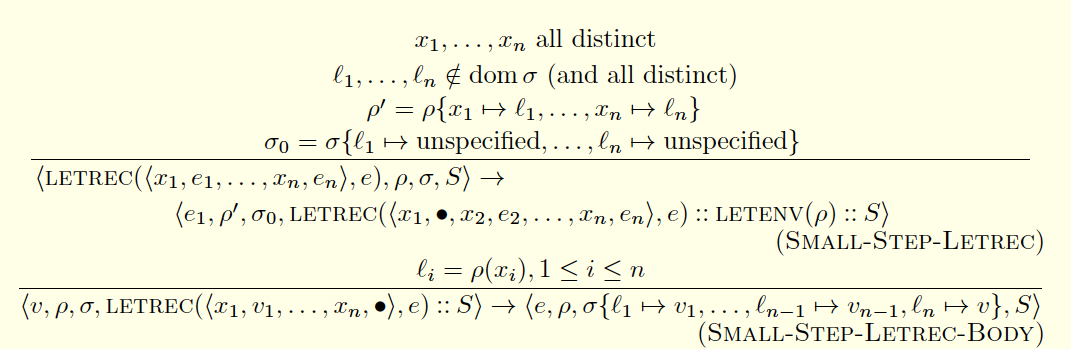 x₁, . . . , xₙ all distinct
ℓ₁, . . . , ℓₙ ∉ dom σ (and all distinct)
ρ′ = ρ{x₁ ↦ ℓ₁, . . . , xₙ ↦ ℓₙ}
σ₀ = σ{ℓ₁ ↦ unspecified, . . . , ℓₙ ↦ unspecified}
⟨LETREC(⟨x₁, e₁, . . . , xₙ, eₙ⟩, e), ρ, σ, S⟩ →
⟨e₁, ρ′, σ₀, LETREC(⟨x₁, •, x₂, e₂, . . . , xₙ, eₙ⟩, e) :: LETENV(ρ) :: S⟩
(SMALL-STEP-LETREC)
ℓᵢ = ρ(xᵢ), 1 ≤ i ≤ n
⟨v, ρ, σ, LETREC(⟨x₁, v₁, . . . , xₙ, •⟩, e) :: S⟩ → ⟨e, ρ, σ{ℓ₁ ↦ v₁, . . . , ℓₙ₋₁ ↦ vₙ₋₁, ℓₙ ↦ v}, S⟩
(SMALL-STEP-LETREC-BODY)